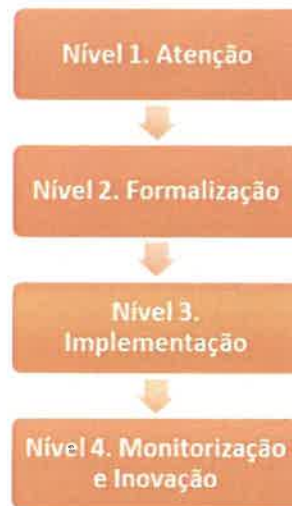 Nível 1. Atenção
Nível 2. Formalização
Nível 3.
Implementação
Nível 4. Monitorização
e Inovação